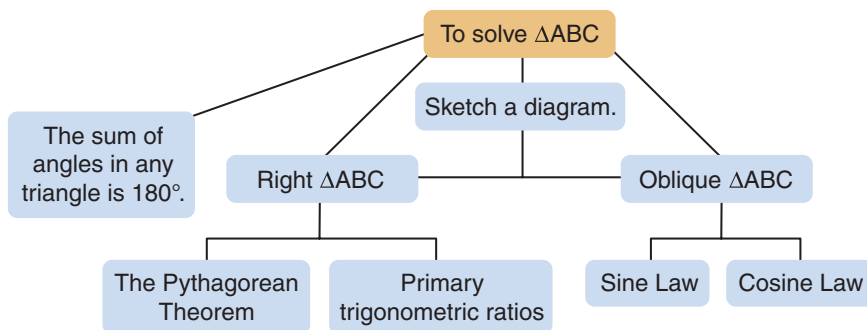 To solve ΔABC
Sketch a diagram.
The sum of
angles in any
triangle is 180°.
Right ΔABC
Oblique ΔABC
The Pythagorean
Theorem
Primary
trigonometric ratios
Sine Law
Cosine Law